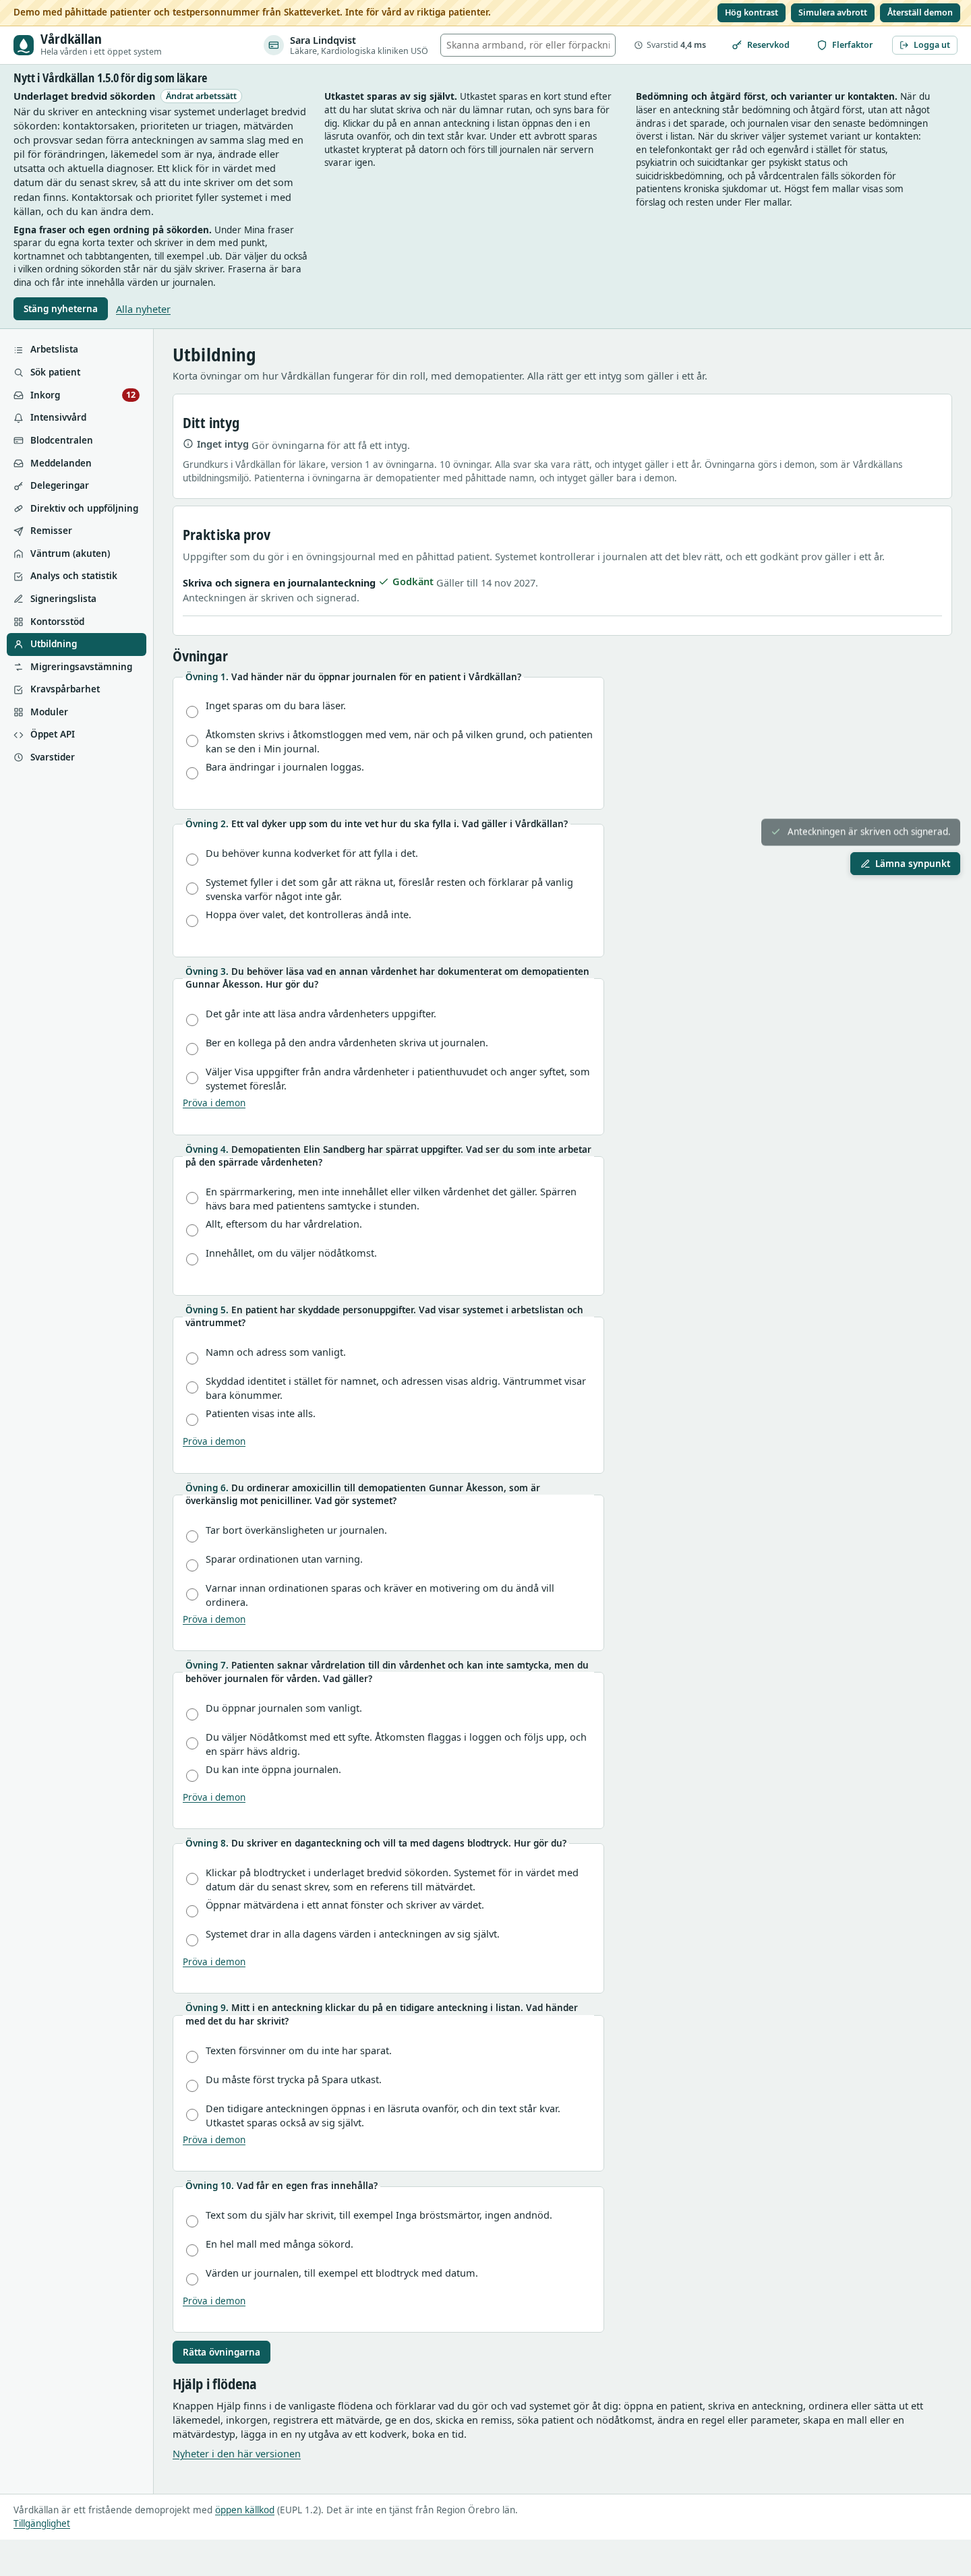 Demo med påhittade patienter och testpersonnummer från Skatteverket. Inte för vård av riktiga patienter.
Hög kontrast
Simulera avbrott
Återställ demon
Vårdkällan
Hela vården i ett öppet system
Sara Lindqvist
Läkare, Kardiologiska kliniken USÖ
Skanna armband, rör eller förpackni
Svarstid 4,4 ms
Reservkod
Flerfaktor
Logga ut
Nytt i Vårdkällan 1.5.0 för dig som läkare
Underlaget bredvid sökorden
Ändrat arbetssätt
När du skriver en anteckning visar systemet underlaget bredvid
sökorden: kontaktorsaken, prioriteten ur triagen, mätvärden
och provsvar sedan förra anteckningen av samma slag med en
pil för förändringen, läkemedel som är nya, ändrade eller
utsatta och aktuella diagnoser. Ett klick för in värdet med
datum där du senast skrev, så att du inte skriver om det som
redan finns. Kontaktorsak och prioritet fyller systemet i med
källan, och du kan ändra dem.
Egna fraser och egen ordning på sökorden. Under Mina fraser
sparar du egna korta texter och skriver in dem med punkt,
kortnamnet och tabbtangenten, till exempel .ub. Där väljer du också
i vilken ordning sökorden står när du själv skriver. Fraserna är bara
dina och får inte innehålla värden ur journalen.
Utkastet sparas av sig självt. Utkastet sparas en kort stund efter
att du har slutat skriva och när du lämnar rutan, och syns bara för
dig. Klickar du på en annan anteckning i listan öppnas den i en
läsruta ovanför, och din text står kvar. Under ett avbrott sparas
utkastet krypterat på datorn och förs till journalen när servern
svarar igen.
Bedömning och åtgärd först, och varianter ur kontakten. När du
läser en anteckning står bedömning och åtgärd först, utan att något
ändras i det sparade, och journalen visar den senaste bedömningen
överst i listan. När du skriver väljer systemet variant ur kontakten:
en telefonkontakt ger råd och egenvård i stället för status,
psykiatrin och suicidtankar ger psykiskt status och
suicidriskbedömning, och på vårdcentralen fälls sökorden för
patientens kroniska sjukdomar ut. Högst fem mallar visas som
förslag och resten under Fler mallar.
Stäng nyheterna
Alla nyheter
Arbetslista
Sök patient
Inkorg
12
Intensivvård
Blodcentralen
Meddelanden
Delegeringar
Direktiv och uppföljning
Remisser
Väntrum (akuten)
Analys och statistik
Signeringslista
Kontorsstöd
Utbildning
Migreringsavstämning
Kravspårbarhet
Moduler
Öppet API
Svarstider
Utbildning
Korta övningar om hur Vårdkällan fungerar för din roll, med demopatienter. Alla rätt ger ett intyg som gäller i ett år.
Ditt intyg
Inget intyg Gör övningarna för att få ett intyg.
Grundkurs i Vårdkällan för läkare, version 1 av övningarna. 10 övningar. Alla svar ska vara rätt, och intyget gäller i ett år. Övningarna görs i demon, som är Vårdkällans
utbildningsmiljö. Patienterna i övningarna är demopatienter med påhittade namn, och intyget gäller bara i demon.
Praktiska prov
Uppgifter som du gör i en övningsjournal med en påhittad patient. Systemet kontrollerar i journalen att det blev rätt, och ett godkänt prov gäller i ett år.
Skriva och signera en journalanteckning Godkänt Gäller till 14 nov 2027.
Anteckningen är skriven och signerad.
Övningar
Övning 1. Vad händer när du öppnar journalen för en patient i Vårdkällan?
Inget sparas om du bara läser.
Åtkomsten skrivs i åtkomstloggen med vem, när och på vilken grund, och patienten
kan se den i Min journal.
Bara ändringar i journalen loggas.
Övning 2. Ett val dyker upp som du inte vet hur du ska fylla i. Vad gäller i Vårdkällan?
Du behöver kunna kodverket för att fylla i det.
Systemet fyller i det som går att räkna ut, föreslår resten och förklarar på vanlig
svenska varför något inte går.
Hoppa över valet, det kontrolleras ändå inte.
Anteckningen är skriven och signerad.
Lämna synpunkt
Övning 3. Du behöver läsa vad en annan vårdenhet har dokumenterat om demopatienten
Gunnar Åkesson. Hur gör du?
Det går inte att läsa andra vårdenheters uppgifter.
Ber en kollega på den andra vårdenheten skriva ut journalen.
Väljer Visa uppgifter från andra vårdenheter i patienthuvudet och anger syftet, som
systemet föreslår.
Pröva i demon
Övning 4. Demopatienten Elin Sandberg har spärrat uppgifter. Vad ser du som inte arbetar
på den spärrade vårdenheten?
En spärrmarkering, men inte innehållet eller vilken vårdenhet det gäller. Spärren
hävs bara med patientens samtycke i stunden.
Allt, eftersom du har vårdrelation.
Innehållet, om du väljer nödåtkomst.
Övning 5. En patient har skyddade personuppgifter. Vad visar systemet i arbetslistan och
väntrummet?
Namn och adress som vanligt.
Skyddad identitet i stället för namnet, och adressen visas aldrig. Väntrummet visar
bara könummer.
Patienten visas inte alls.
Pröva i demon
Övning 6. Du ordinerar amoxicillin till demopatienten Gunnar Åkesson, som är
överkänslig mot penicilliner. Vad gör systemet?
Tar bort överkänsligheten ur journalen.
Sparar ordinationen utan varning.
Varnar innan ordinationen sparas och kräver en motivering om du ändå vill
ordinera.
Pröva i demon
Övning 7. Patienten saknar vårdrelation till din vårdenhet och kan inte samtycka, men du
behöver journalen för vården. Vad gäller?
Du öppnar journalen som vanligt.
Du väljer Nödåtkomst med ett syfte. Åtkomsten flaggas i loggen och följs upp, och
en spärr hävs aldrig.
Du kan inte öppna journalen.
Pröva i demon
Övning 8. Du skriver en daganteckning och vill ta med dagens blodtryck. Hur gör du?
Klickar på blodtrycket i underlaget bredvid sökorden. Systemet för in värdet med
datum där du senast skrev, som en referens till mätvärdet.
Öppnar mätvärdena i ett annat fönster och skriver av värdet.
Systemet drar in alla dagens värden i anteckningen av sig självt.
Pröva i demon
Övning 9. Mitt i en anteckning klickar du på en tidigare anteckning i listan. Vad händer
med det du har skrivit?
Texten försvinner om du inte har sparat.
Du måste först trycka på Spara utkast.
Den tidigare anteckningen öppnas i en läsruta ovanför, och din text står kvar.
Utkastet sparas också av sig självt.
Pröva i demon
Övning 10. Vad får en egen fras innehålla?
Text som du själv har skrivit, till exempel Inga bröstsmärtor, ingen andnöd.
En hel mall med många sökord.
Värden ur journalen, till exempel ett blodtryck med datum.
Pröva i demon
Rätta övningarna
Hjälp i flödena
Knappen Hjälp finns i de vanligaste flödena och förklarar vad du gör och vad systemet gör åt dig: öppna en patient, skriva en anteckning, ordinera eller sätta ut ett
läkemedel, inkorgen, registrera ett mätvärde, ge en dos, skicka en remiss, söka patient och nödåtkomst, ändra en regel eller parameter, skapa en mall eller en
mätvärdestyp, lägga in en ny utgåva av ett kodverk, boka en tid.
Nyheter i den här versionen
Vårdkällan är ett fristående demoprojekt med öppen källkod (EUPL 1.2). Det är inte en tjänst från Region Örebro län.
Tillgänglighet